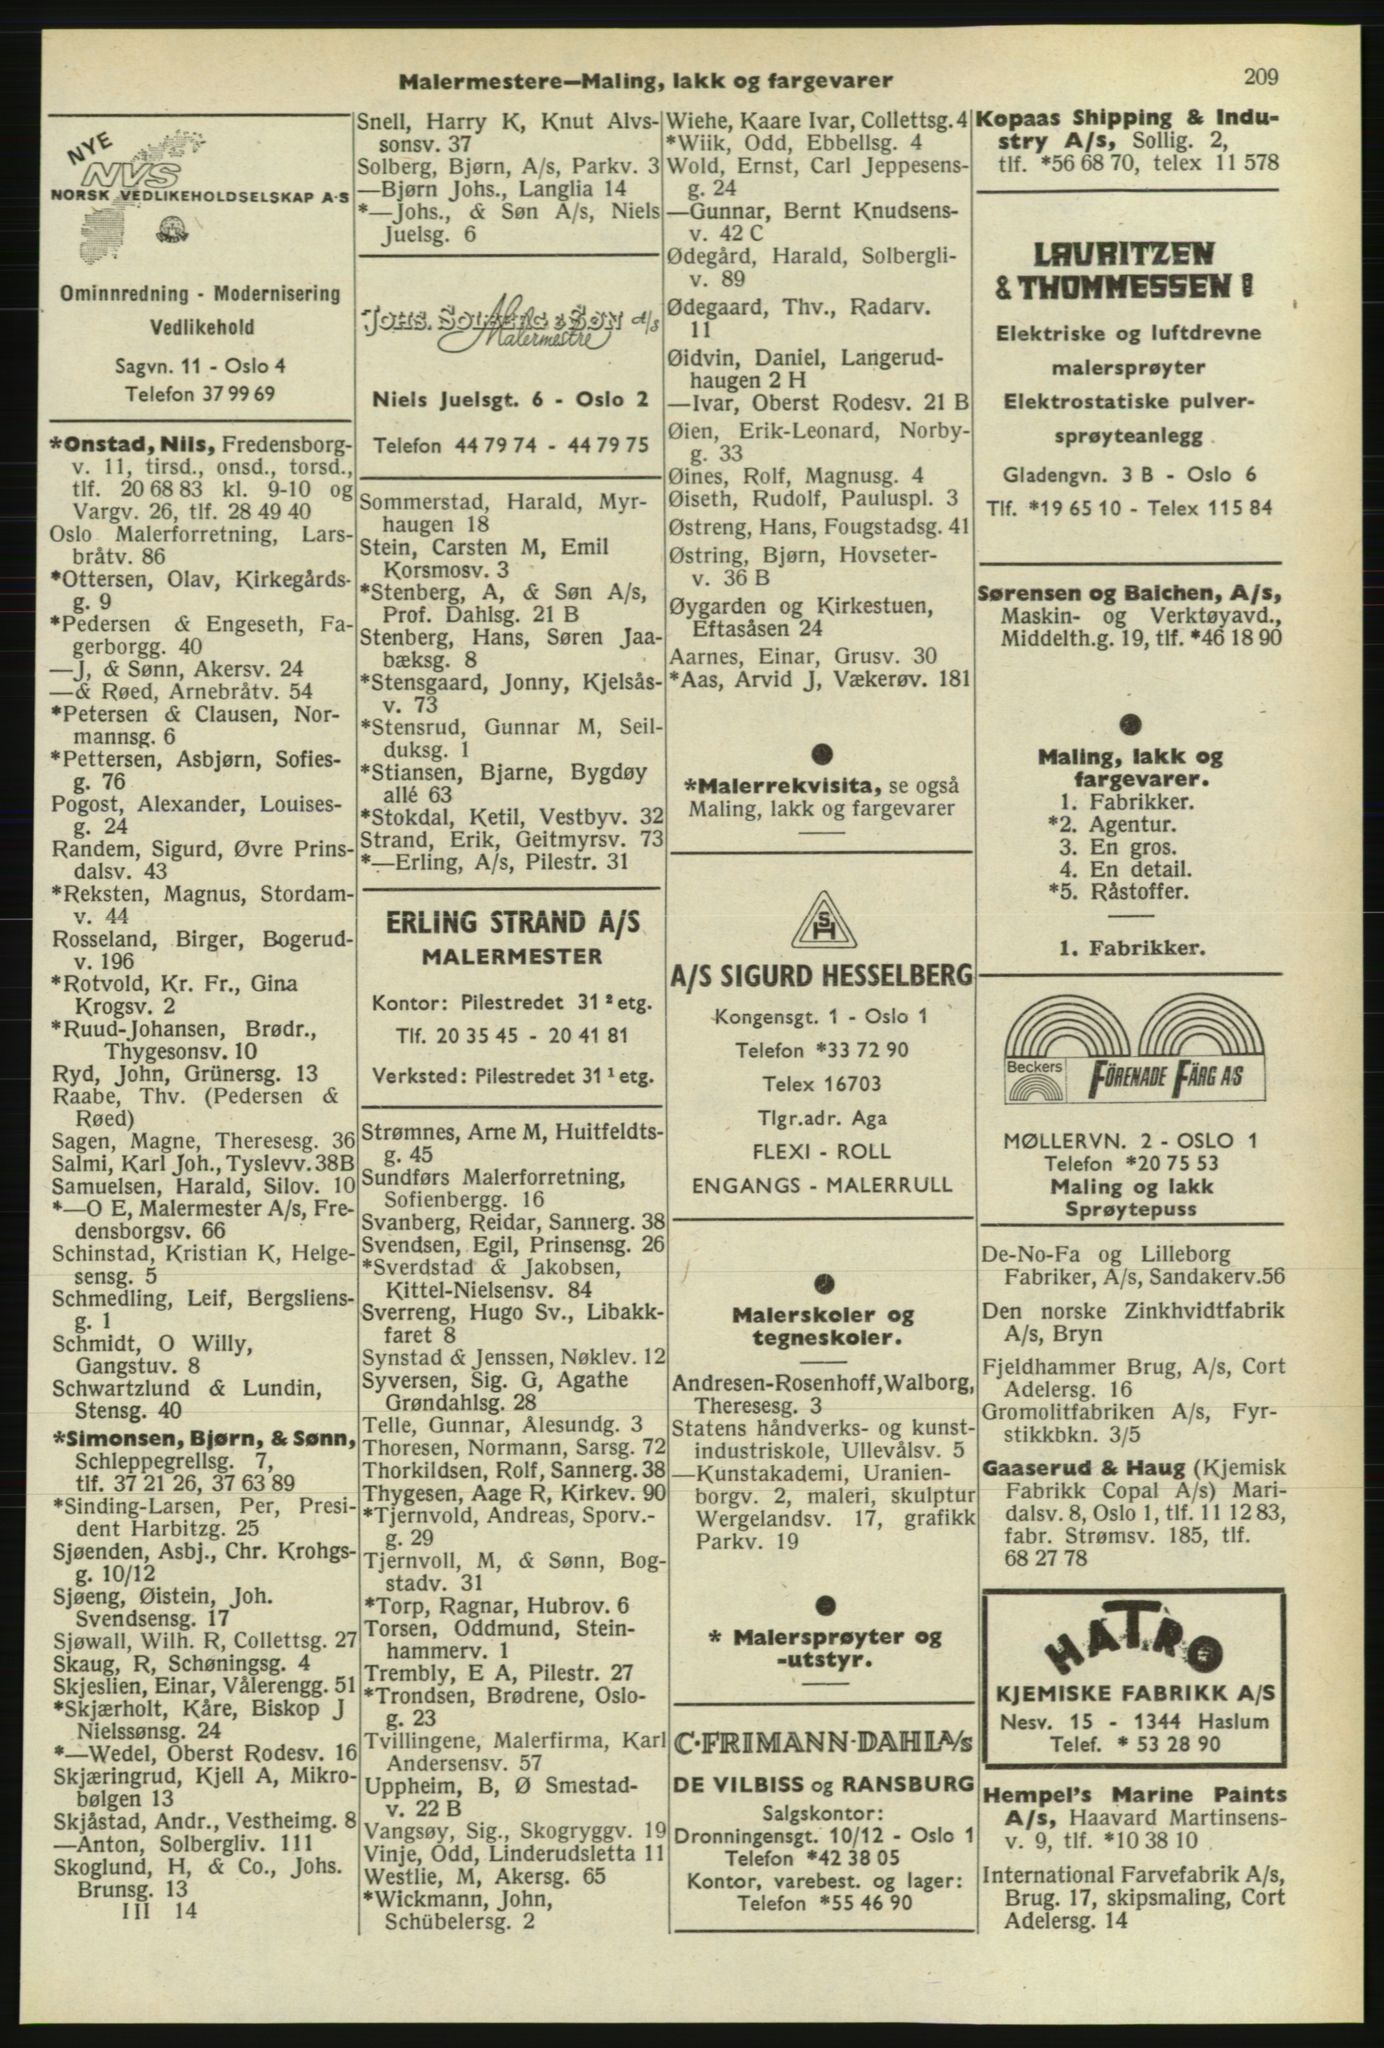 Malermestere—Maling, lakk og fargevarer
209
NYE
NVS
NORSK VEDLIKEHOLDSELSKAP A·S
Ominnredning - Modernisering
Vedlikehold
Sagvn. 11 - Oslo 4
Telefon 37 99 69
*Onstad, Nils, Fredensborg-
v. 11, tirsd., onsd., torsd.,
tlf. 20 68 83 kl. 9-10 og
Vargv. 26, tlf. 28 49 40
Oslo Malerforretning, Lars-
bråtv. 86
*Ottersen, Olav, Kirkegårds-
g. 9
*Pedersen & Engeseth, Fa-
gerborgg. 40
—J, & Sønn, Akersv. 24
—& Røed, Arnebråtv. 54
*Petersen & Clausen, Nor-
mannsg. 6
*Pettersen, Asbjørn, Sofies-
g. 76
Pogost, Alexander, Louises-
g. 24
Randem, Sigurd, Øvre Prins-
dalsv. 43
*Reksten, Magnus, Stordam-
v. 44
Rosseland, Birger, Bogerud-
v. 196
*Rotvold, Kr. Fr., Gina
Krogsv. 2
*Ruud-Johansen, Brødr.,
Thygesonsv. 10
Ryd, John, Grünersg. 13
Raabe, Thv. (Pedersen &
Røed)
Sagen, Magne, Theresesg. 36
Salmi, Karl Joh., Tyslevv. 38B
Samuelsen, Harald, Silov. 10
*—O E, Malermester A/s, Fre-
densborgsv. 66
Schinstad, Kristian K, Helge-
sensg. 5
Schmedling, Leif, Bergsliens-
g. 1
Schmidt, O Willy,
Gangstuv. 8
Schwartzlund & Lundin,
Stensg. 40
*Simonsen, Bjørn, & Sønn,
Schleppegrellsg. 7,
tlf. 37 21 26, 37 63 89
*Sinding-Larsen, Per, Presi-
dent Harbitzg. 25
Sjøenden, Asbj., Chr. Krohgs-
g. 10/12
Sjøeng, Øistein, Joh.
Svendsensg. 17
Sjøwall, Wilh. R, Collettsg. 27
Skaug, R, Schøningsg. 4
Skjeslien, Einar, Vålerengg. 51
*Skjærholt, Kåre, Biskop J
Nielssønsg. 24
*—Wedel, Oberst Rodesv. 16
Skjæringrud, Kjell A, Mikro-
bølgen 13
Skjåstad, Andr., Vestheimg. 8
—Anton, Solbergliv. 111
Skoglund, H, & Co., Johs.
Brunsg. 13
III 14
Snell, Harry K, Knut Alvs-
sonsv. 37
Solberg, Bjørn, A/s, Parkv. 3
—Bjørn Johs., Langlia 14
*—Johs., & Søn A/s, Niels
Juelsg. 6
JOHS. SOLBERG & SØN A/S
Malermestre
Niels Juelsgt. 6 - Oslo 2
Telefon 44 79 74 - 44 79 75
Sommerstad, Harald, Myr-
haugen 18
Stein, Carsten M, Emil
Korsmosv. 3
*Stenberg, A, & Søn A/s,
Prof. Dahlsg. 21 B
Stenberg, Hans, Søren Jaa-
bæksg. 8
*Stensgaard, Jonny, Kjelsås-
v. 73
*Stensrud, Gunnar M, Seil-
duksg. 1
*Stiansen, Bjarne, Bygdøy
allé 63
*Stokdal, Ketil, Vestbyv. 32
Strand, Erik, Geitmyrsv. 73
*—Erling, A/s, Pilestr. 31
ERLING STRAND A/S
MALERMESTER
Kontor: Pilestredet 31 ² etg.
Tlf. 20 35 45 - 20 41 81
Verksted: Pilestredet 31 ¹ etg.
Strømnes, Arne M, Huitfeldts-
g. 45
Sundførs Malerforretning,
Sofienbergg. 16
Svanberg, Reidar, Sannerg. 38
Svendsen, Egil, Prinsensg. 26
*Sverdstad & Jakobsen,
Kittel-Nielsensv. 84
Sverreng, Hugo Sv., Libakk-
faret 8
Synstad & Jenssen, Nøklev. 12
Syversen, Sig. G, Agathe
Grøndahlsg. 28
Telle, Gunnar, Ålesundg. 3
Thoresen, Normann, Sarsg. 72
Thorkildsen, Rolf, Sannerg. 38
Thygesen, Aage R, Kirkev. 90
*Tjernvold, Andreas, Sporv.-
g. 29
Tjernvoll, M, & Sønn, Bog-
stadv. 31
*Torp, Ragnar, Hubrov. 6
Torsen, Oddmund, Stein-
hammerv. 1
Trembly, E A, Pilestr. 27
*Trondsen, Brødrene, Oslo-
g. 23
Tvillingene, Malerfirma, Karl
Andersensv. 57
Uppheim, B, Ø Smestad-
v. 22 B
Vangsøy, Sig., Skogryggv. 19
Vinje, Odd, Linderudsletta 11
Westlie, M, Akersg. 65
*Wickmann, John,
Schübelersg. 2
Wiehe, Kaare Ivar, Collettsg. 4
*Wiik, Odd, Ebbellsg. 4
Wold, Ernst, Carl Jeppesens-
g. 24
—Gunnar, Bernt Knudsens-
v. 42 C
Ødegård, Harald, Solbergli-
v. 89
Ødegaard, Thv., Radarv.
11
Øidvin, Daniel, Langerud-
haugen 2 H
—Ivar, Oberst Rodesv. 21 B
Øien, Erik-Leonard, Norby-
g. 33
Øines, Rolf, Magnusg. 4
Øiseth, Rudolf, Pauluspl. 3
Østreng, Hans, Fougstadsg. 41
Østring, Bjørn, Hovseter-
v. 36 B
Øygarden og Kirkestuen,
Eftasåsen 24
Aarnes, Einar, Grusv. 30
*Aas, Arvid J, Vækerøv. 181
*Malerrekvisita, se også
Maling, lakk og fargevarer
SH
A/S SIGURD HESSELBERG
Kongensgt. 1 - Oslo 1
Telefon *33 72 90
Telex 16703
Tlgr.adr. Aga
FLEXI - ROLL
ENGANGS - MALERRULL
Malerskoler og
tegneskoler.
Andresen-Rosenhoff, Walborg,
Theresesg. 3
Statens håndverks- og kunst-
industriskole, Ullevålsv. 5
—Kunstakademi, Uranien-
borgv. 2, maleri, skulptur
Wergelandsv. 17, grafikk
Parkv. 19
* Malersprøyter og
-utstyr.
C·FRIMANN-DAHL A/s
DE VILBISS og RANSBURG
Salgskontor:
Dronningensgt. 10/12 - Oslo 1
Telefon *42 38 05
Kontor, varebest. og lager:
Telefon *55 46 90
Kopaas Shipping & Indu-
stry A/s, Sollig. 2,
tlf. *56 68 70, telex 11 578
LAURITZEN
& THOMMESSEN
Elektriske og luftdrevne
malersprøyter
Elektrostatiske pulver-
sprøyteanlegg
Gladengvn. 3 B - Oslo 6
Tlf. *19 65 10 - Telex 115 84
Sørensen og Balchen, A/s,
Maskin- og Verktøyavd.,
Middelth.g. 19, tlf. *46 18 90
Maling, lakk og
fargevarer.
1. Fabrikker.
*2. Agentur.
3. En gros.
4. En detail.
*5. Råstoffer.
1. Fabrikker.
Beckers
FÖRENADE FÄRG AS
MØLLERVN. 2 - OSLO 1
Telefon *20 75 53
Maling og lakk
Sprøytepuss
De-No-Fa og Lilleborg
Fabriker, A/s, Sandakerv. 56
Den norske Zinkhvidtfabrik
A/s, Bryn
Fjeldhammer Brug, A/s, Cort
Adelersg. 16
Gromolitfabriken A/s, Fyr-
stikkbkn. 3/5
Gaaserud & Haug (Kjemisk
Fabrikk Copal A/s) Mari-
dalsv. 8, Oslo 1, tlf. 11 12 83,
fabr. Strømsv. 185, tlf.
68 27 78
HATRO
KJEMISKE FABRIKK A/S
Nesv. 15 - 1344 Haslum
Telef. * 53 28 90
Hempel's Marine Paints
A/s, Haavard Martinsens-
v. 9, tlf. *10 38 10
International Farvefabrik A/s,
Brug. 17, skipsmaling, Cort
Adelersg. 14